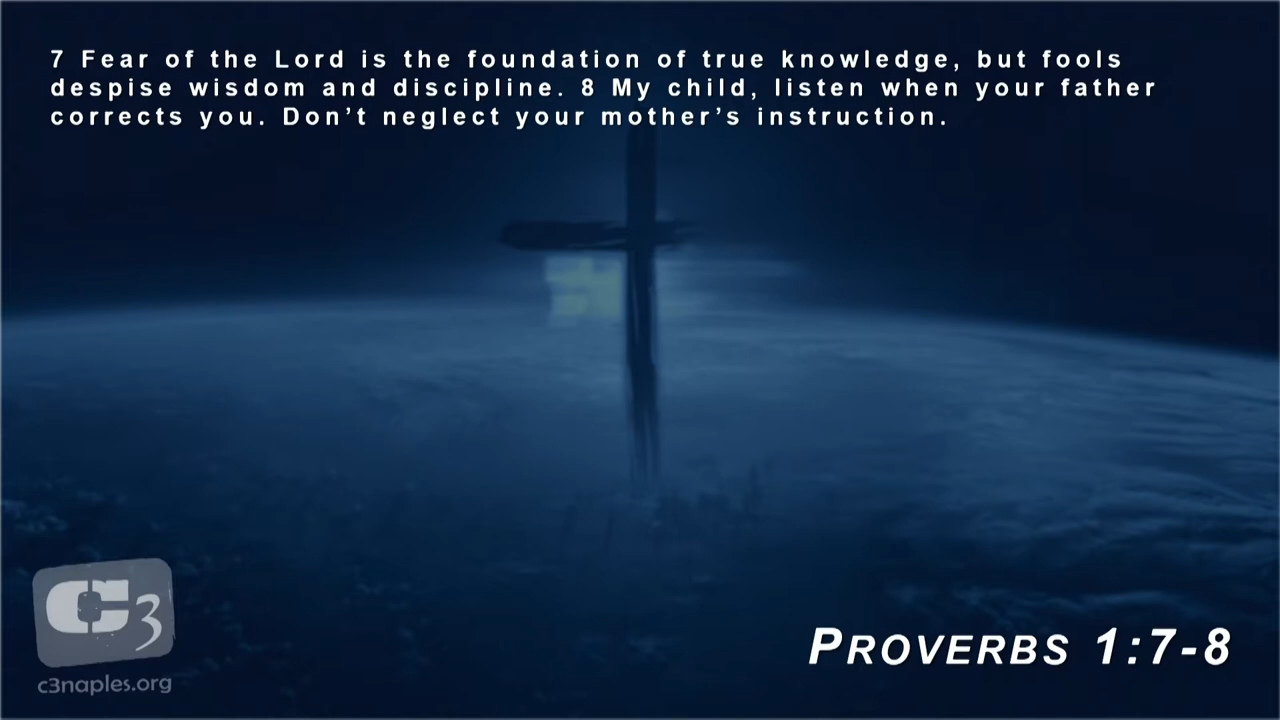 7 Fear of the Lord is the foundation of true knowledge, but fools
despise wisdom and discipline. 8 My child, listen when your father
corrects you. Don’t neglect your mother’s instruction.
C3
c3naples.org
PROVERBS 1:7-8